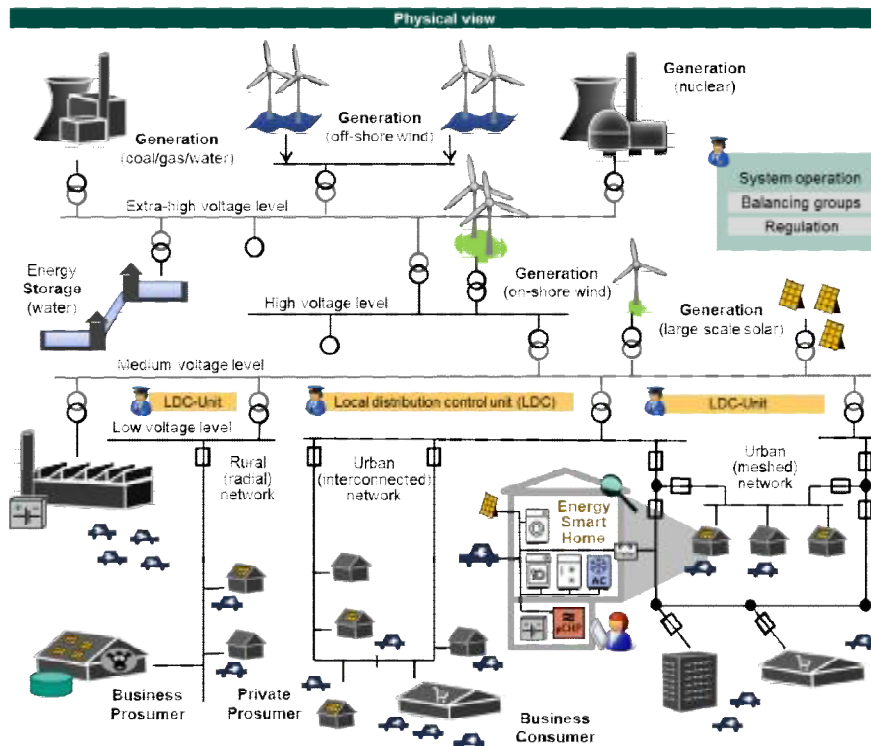 Physical view
Generation
(coal/gas/water)
Generation
(off-shore wind)
Generation
(nuclear)
System operation
Balancing groups
Regulation
Extra-high voltage level
Energy
Storage
(water)
Generation
(on-shore wind)
High voltage level
Generation
(large scale solar)
Medium voltage level
LDC-Unit
Local distribution control unit (LDC)
LDC-Unit
Low voltage level
Rural
(radial)
network
Urban
(interconnected)
network
Urban
(meshed)
network
Energy
Smart
Home
AC
µCHP
Business
Prosumer
Private
Prosumer
Business
Consumer